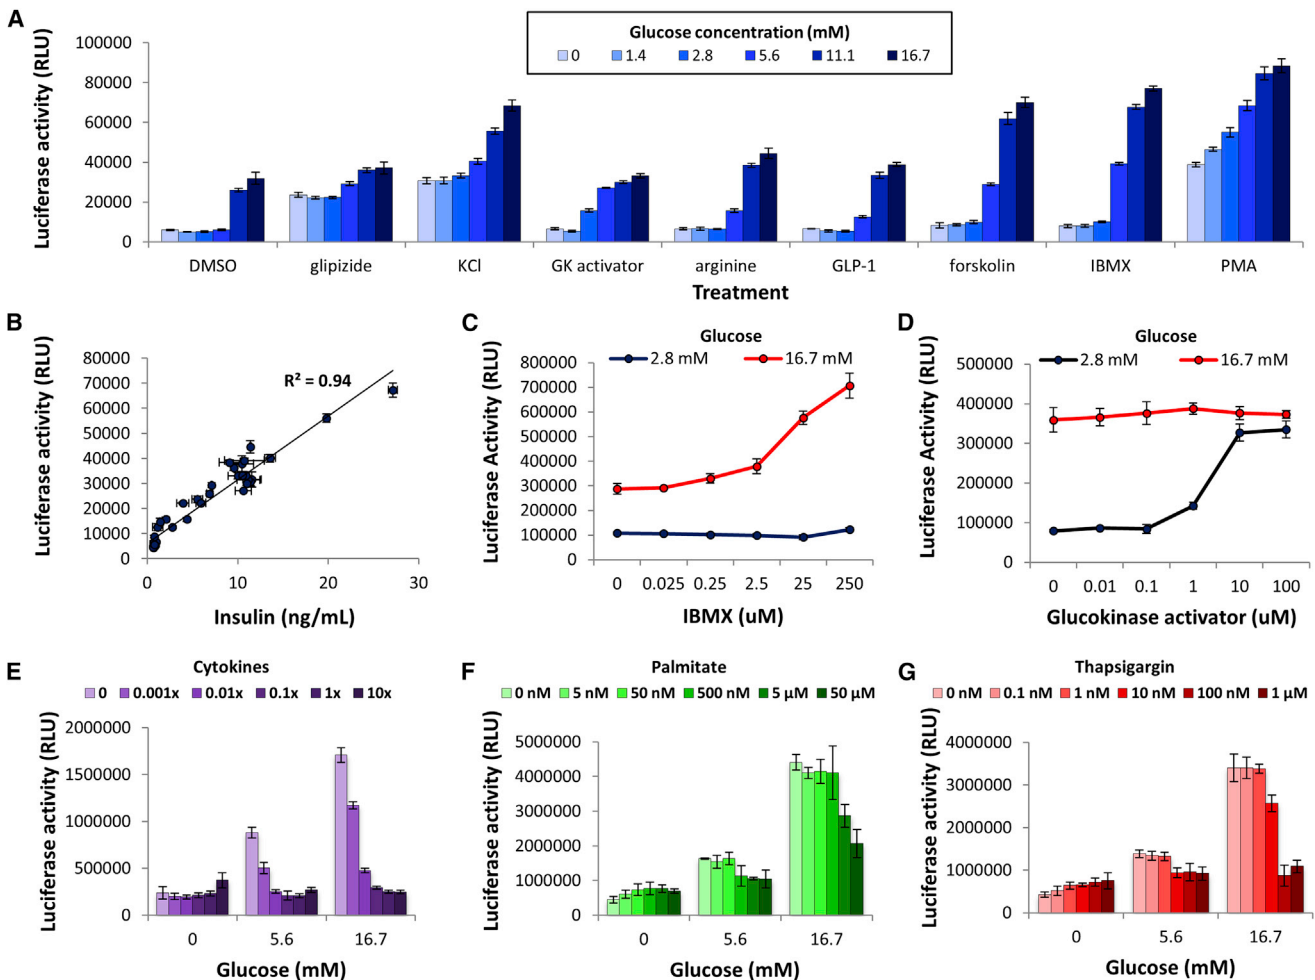 A
Glucose concentration (mM)
0 1.4 2.8 5.6 11.1 16.7
Luciferase activity (RLU)
100000
80000
60000
40000
20000
0
DMSO glipizide KCl GK activator arginine GLP-1 forskolin IBMX PMA
Treatment
B
Luciferase activity (RLU)
80000
70000
60000
50000
40000
30000
20000
10000
0
R² = 0.94
0 10 20 30
Insulin (ng/mL)
C
Glucose
2.8 mM 16.7 mM
Luciferase Activity (RLU)
800000
700000
600000
500000
400000
300000
200000
100000
0
0 0.025 0.25 2.5 25 250
IBMX (uM)
D
Glucose
2.8 mM 16.7 mM
Luciferase Activity (RLU)
500000
400000
300000
200000
100000
0
0 0.01 0.1 1 10 100
Glucokinase activator (uM)
E
Cytokines
0 0.001x 0.01x 0.1x 1x 10x
Luciferase activity (RLU)
2000000
1500000
1000000
500000
0
0 5.6 16.7
Glucose (mM)
F
Palmitate
0 nM 5 nM 50 nM 500 nM 5 µM 50 µM
Luciferase activity (RLU)
5000000
4000000
3000000
2000000
1000000
0
0 5.6 16.7
Glucose (mM)
G
Thapsigargin
0 nM 0.1 nM 1 nM 10 nM 100 nM 1 µM
Luciferase activity (RLU)
4000000
3000000
2000000
1000000
0
0 5.6 16.7
Glucose (mM)